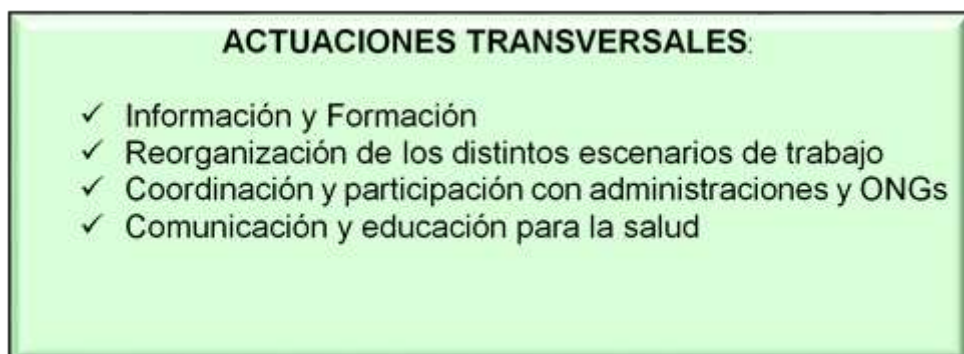 ACTUACIONES TRANSVERSALES:
✓ Información y Formación
✓ Reorganización de los distintos escenarios de trabajo
✓ Coordinación y participación con administraciones y ONGs
✓ Comunicación y educación para la salud